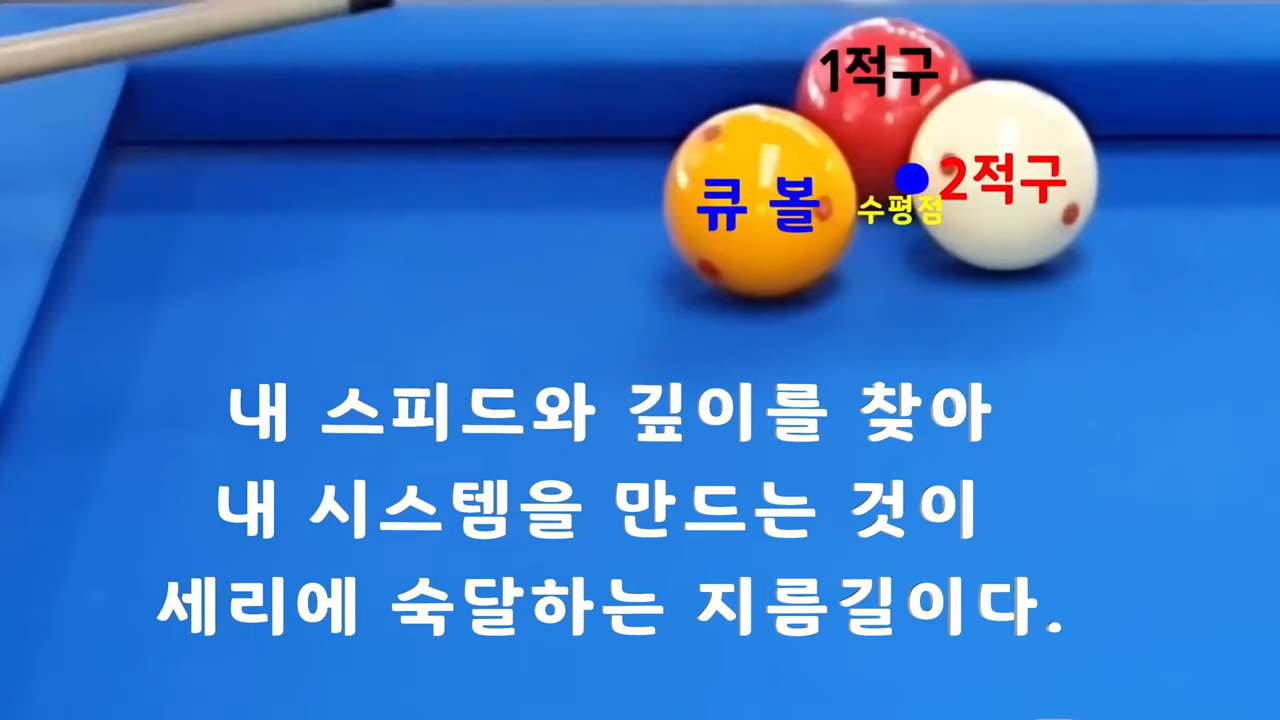 1적구
2적구
큐 볼
수평점
내 스피드와 깊이를 찾아
내 시스템을 만드는 것이
세리에 숙달하는 지름길이다.